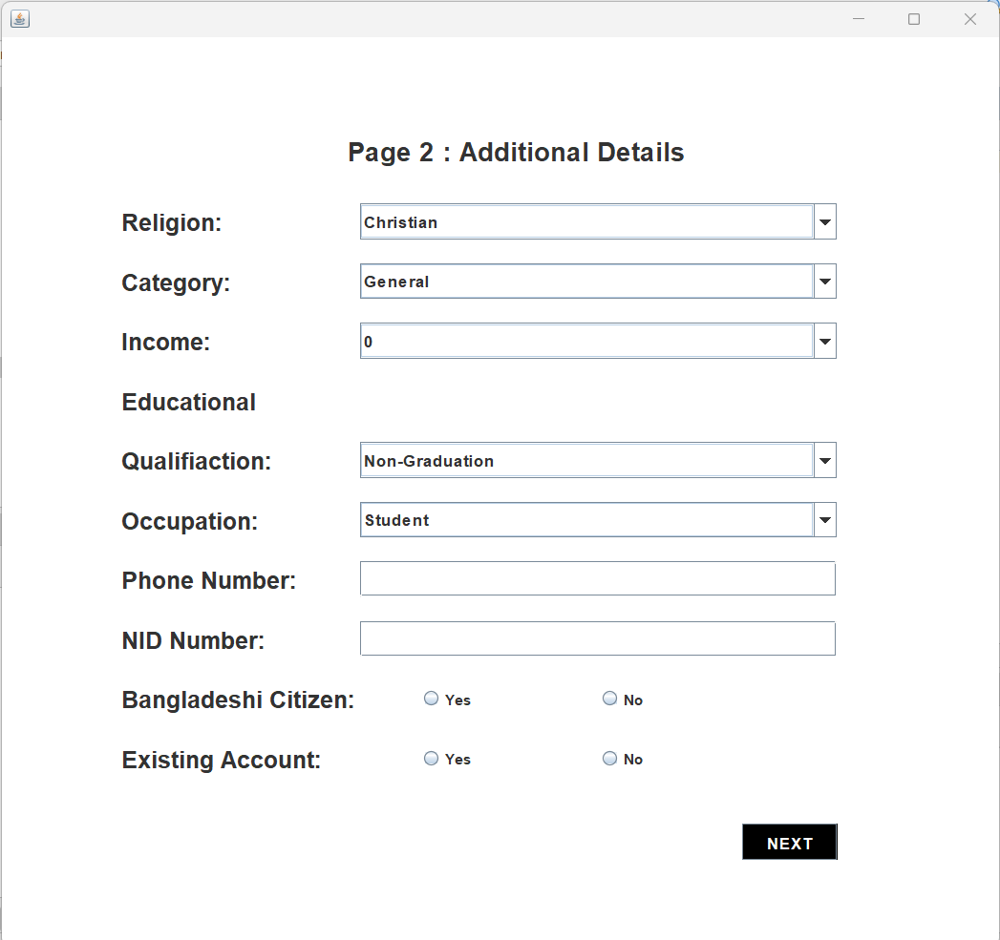 Page 2 : Additional Details
Religion: Christian
Category: General
Income: 0
Educational
Qualifiaction: Non-Graduation
Occupation: Student
Phone Number:
NID Number:
Bangladeshi Citizen: Yes No
Existing Account: Yes No
NEXT